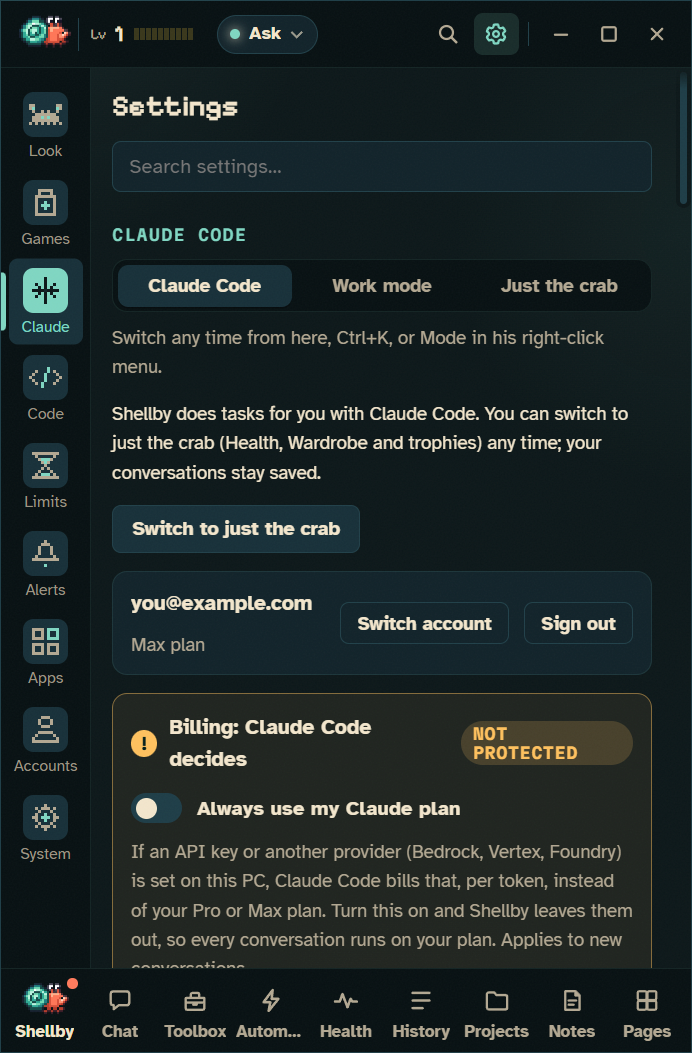 Lv 1
Ask
Settings
Search settings...
Look
Games
Claude
Code
Limits
Alerts
Apps
Accounts
System
CLAUDE CODE
Claude Code
Work mode
Just the crab
Switch any time from here, Ctrl+K, or Mode in his right-click
menu.
Shellby does tasks for you with Claude Code. You can switch to
just the crab (Health, Wardrobe and trophies) any time; your
conversations stay saved.
Switch to just the crab
you@example.com
Max plan
Switch account
Sign out
Billing: Claude Code
decides
NOT
PROTECTED
Always use my Claude plan
If an API key or another provider (Bedrock, Vertex, Foundry)
is set on this PC, Claude Code bills that, per token, instead
of your Pro or Max plan. Turn this on and Shellby leaves them
out, so every conversation runs on your plan. Applies to new
conversations.
Shellby
Chat
Toolbox
Autom...
Health
History
Projects
Notes
Pages